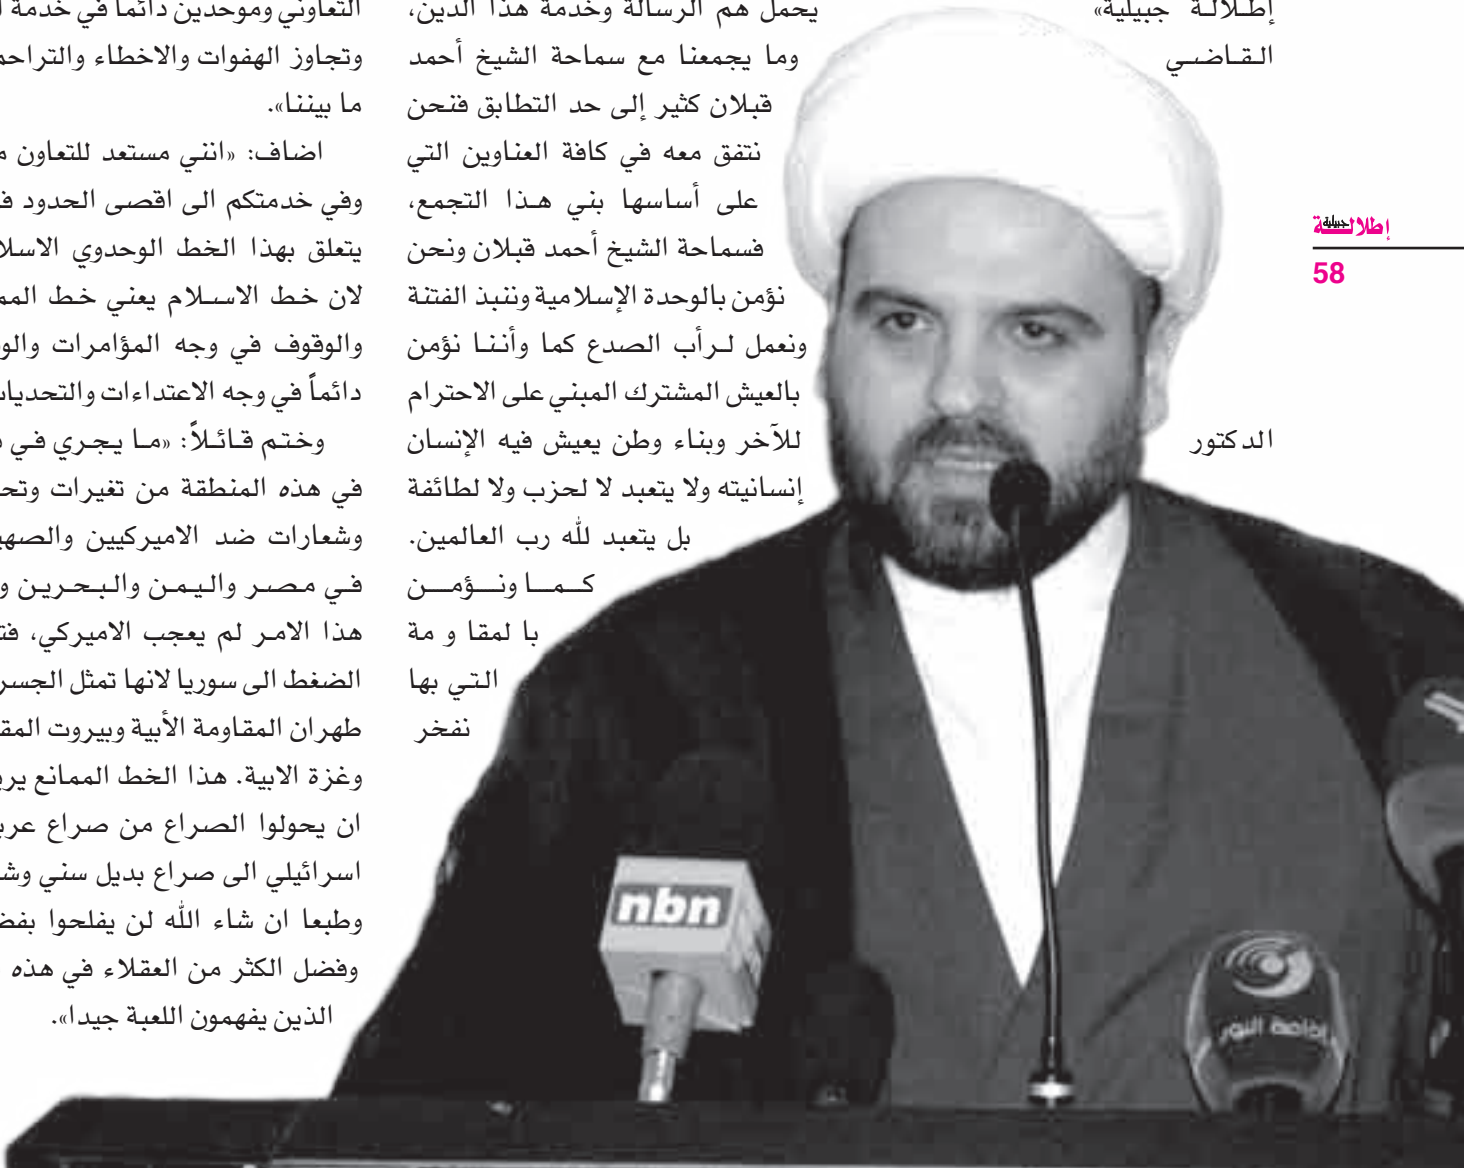 إطلالة جبيلية»
القاضي
الدكتور
يحمل هم الرسالة وخدمة هذا الدين،
وما يجمعنا مع سماحة الشيخ أحمد
قبلان كثير إلى حد التطابق فنحن
نتفق معه في كافة العناوين التي
على أساسها بني هذا التجمع،
فسماحة الشيخ أحمد قبلان ونحن
نؤمن بالوحدة الإسلامية وننبذ الفتنة
ونعمل لرأب الصدع كما وأننا نؤمن
بالعيش المشترك المبني على الاحترام
للآخر وبناء وطن يعيش فيه الإنسان
إنسانيته ولا يتعبد لا لحزب ولا لطائفة
بل يتعبد لله رب العالمين.
كما ونؤمن
بالمقاومة
التي بها
نفخر
التعاوني وموحدين دائما في خدمة
وتجاوز الهفوات والاخطاء والتراحم
ما بيننا».
اضاف: «انني مستعد للتعاون
وفي خدمتكم الى اقصى الحدود
يتعلق بهذا الخط الوحدوي
لان خط الاسلام يعني خط
والوقوف في وجه المؤامرات
دائماً في وجه الاعتداءات
وختم قائلاً: «ما يجري في
في هذه المنطقة من تغيرات
وشعارات ضد الاميركيين
في مصر واليمن والبحرين
هذا الامر لم يعجب الاميركي،
الضغط الى سوريا لانها تمثل
طهران المقاومة الأبية وبيروت
وغزة الابية. هذا الخط الممانع
ان يحولوا الصراع من صراع
اسرائيلي الى صراع بديل سني
وطبعا ان شاء الله لن يفلحوا
وفضل الكثر من العقلاء في هذه
الذين يفهمون اللعبة جيدا».
إطلالة جبيلية
58
nbn
إذاعة النور